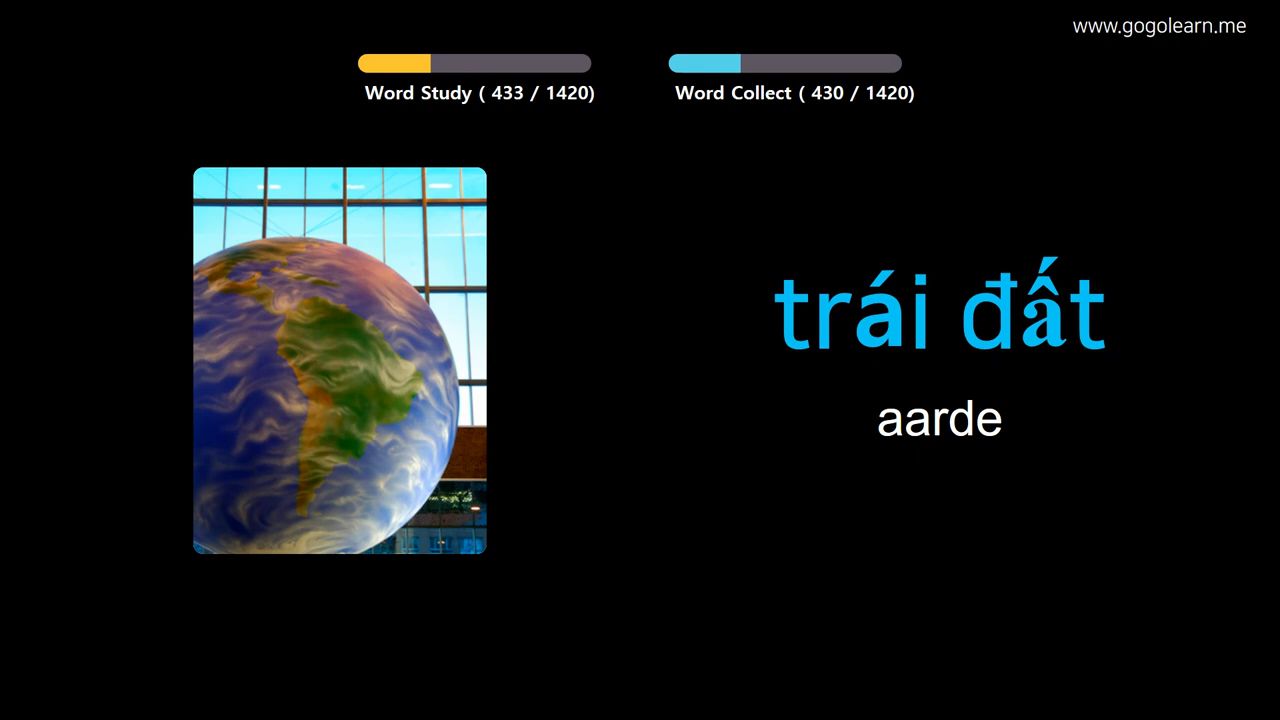 www.gogolearn.me
Word Study ( 433 / 1420)
Word Collect ( 430 / 1420)
trái đất
aarde